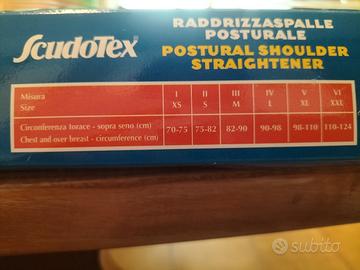 ScudoTex®
RADDRIZZASPALLE
POSTURALE
POSTURAL SHOULDER
STRAIGHTENER
Misura I II III IV V VI
Size XS S M L XL XXL
Circonferenza torace - sopra seno (cm)
Chest and over breast - circumference (cm)
70-75 75-82 82-90 90-98 98-110 110-124
subito